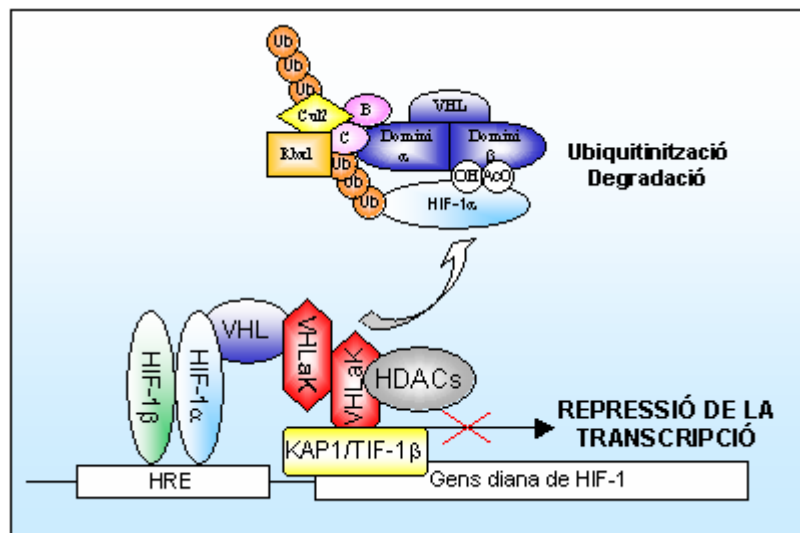 Ub
Ub
Ub
Ub
Cul2
B
C
VHL
Rbx1
Domini
α
Domini
β
Ub
Ub
Ub
OH
AcO
HIF-1α
Ubiquitinització
Degradació
HIF-1β
HIF-1α
VHL
VHLaK
VHLaK
HDACs
REPRESSIÓ DE LA
TRANSCRIPCIÓ
KAP1/TIF-1β
HRE
Gens diana de HIF-1